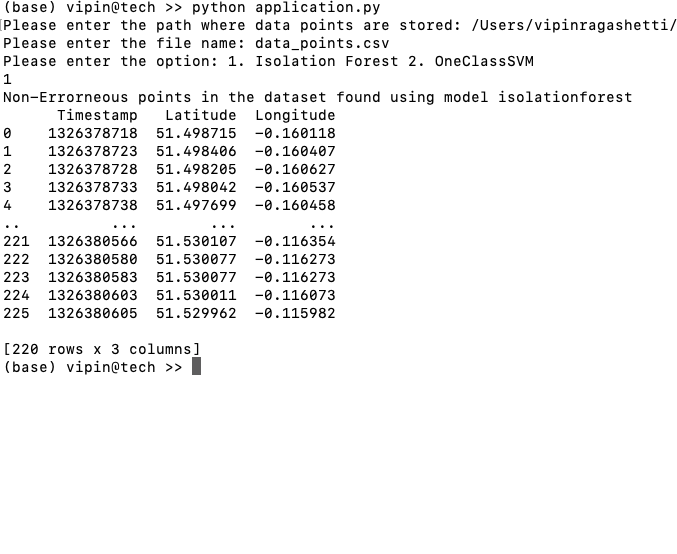 (base) vipin@tech >> python application.py
Please enter the path where data points are stored: /Users/vipinragashetti/
Please enter the file name: data_points.csv
Please enter the option: 1. Isolation Forest 2. OneClassSVM
1
Non-Errorneous points in the dataset found using model isolationforest
      Timestamp   Latitude  Longitude
0    1326378718  51.498715  -0.160118
1    1326378723  51.498406  -0.160407
2    1326378728  51.498205  -0.160627
3    1326378733  51.498042  -0.160537
4    1326378738  51.497699  -0.160458
..          ...        ...        ...
221  1326380566  51.530107  -0.116354
222  1326380580  51.530077  -0.116273
223  1326380583  51.530077  -0.116273
224  1326380603  51.530011  -0.116073
225  1326380605  51.529962  -0.115982

[220 rows x 3 columns]
(base) vipin@tech >>